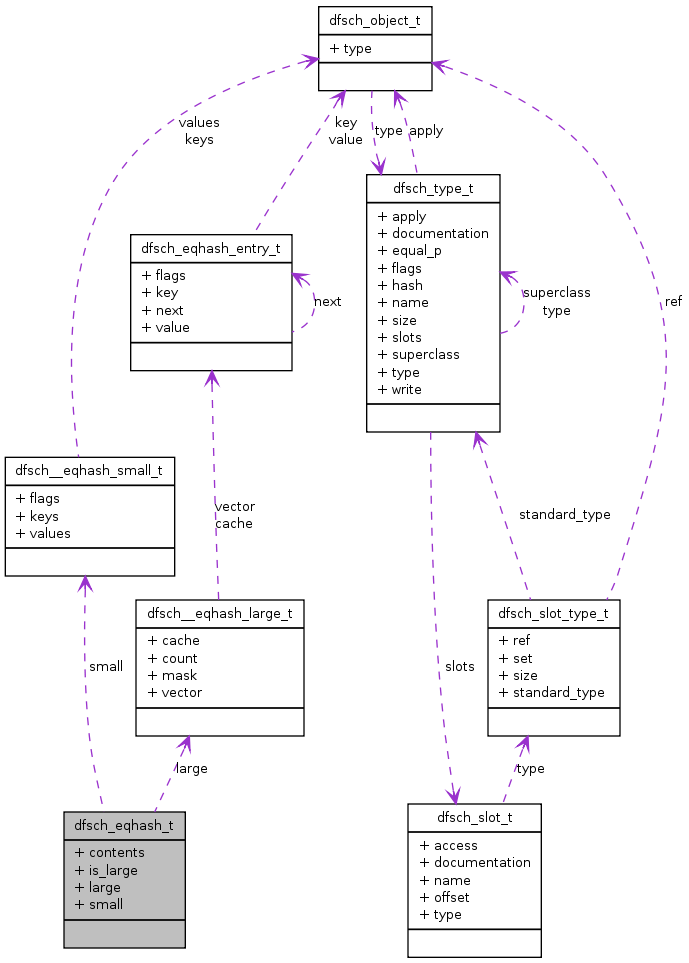 dfsch_object_t
+ type
values
keys
key
value
type
apply
dfsch_type_t
+ apply
+ documentation
+ equal_p
+ flags
+ hash
+ name
+ size
+ slots
+ superclass
+ type
+ write
dfsch_eqhash_entry_t
+ flags
+ key
+ next
+ value
next
superclass
type
ref
dfsch__eqhash_small_t
+ flags
+ keys
+ values
vector
cache
standard_type
dfsch__eqhash_large_t
+ cache
+ count
+ mask
+ vector
dfsch_slot_type_t
+ ref
+ set
+ size
+ standard_type
small
slots
large
type
dfsch_eqhash_t
+ contents
+ is_large
+ large
+ small
dfsch_slot_t
+ access
+ documentation
+ name
+ offset
+ type